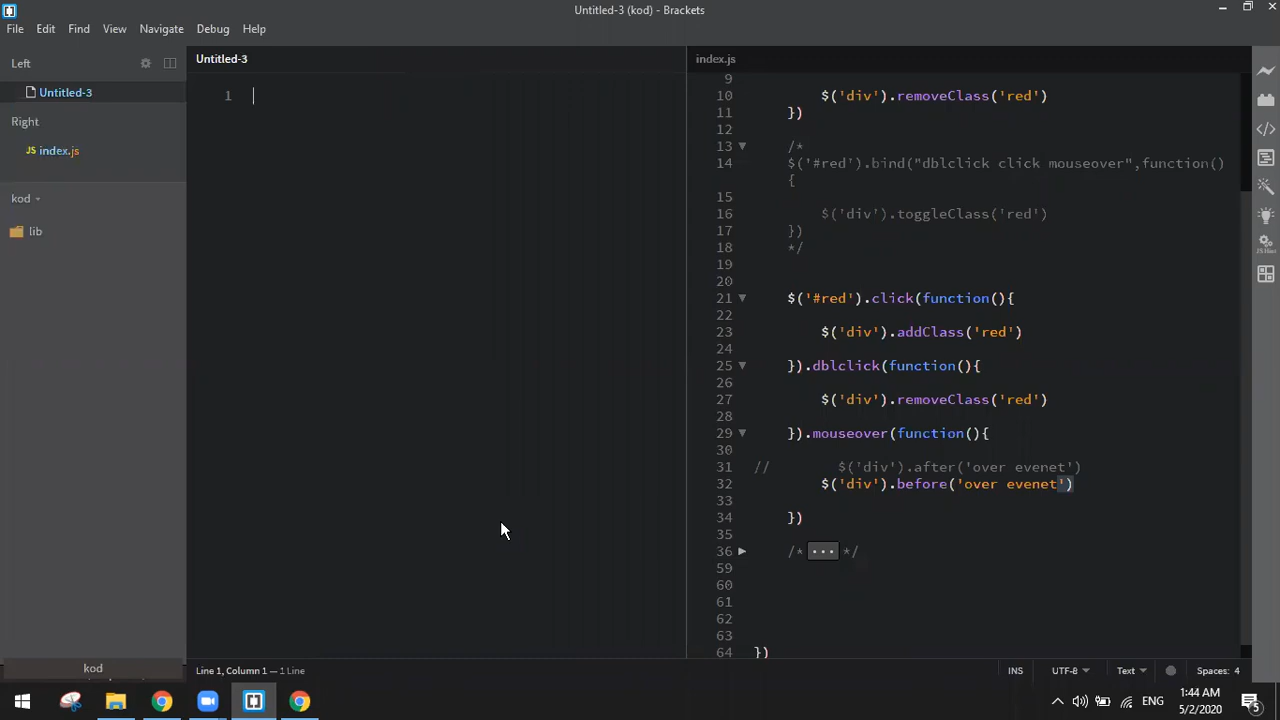 Untitled-3 (kod) - Brackets
File Edit Find View Navigate Debug Help
Left
Untitled-3
Right
JS index.js
kod
lib
Untitled-3
1
index.js
9
10 $('div').removeClass('red')
11 })
12
13 /*
14 $('#red').bind("dblclick click mouseover",function()
{
15
16 $('div').toggleClass('red')
17 })
18 */
19
20
21 $('#red').click(function(){
22
23 $('div').addClass('red')
24
25 }).dblclick(function(){
26
27 $('div').removeClass('red')
28
29 }).mouseover(function(){
30
31 // $('div').after('over evenet')
32 $('div').before('over evenet')
33
34 })
35
36 /* ... */
59
60
61
62
63
64 })
kod
Line 1, Column 1 — 1 Line
INS UTF-8 Text Spaces: 4
ENG
1:44 AM
5/2/2020
5